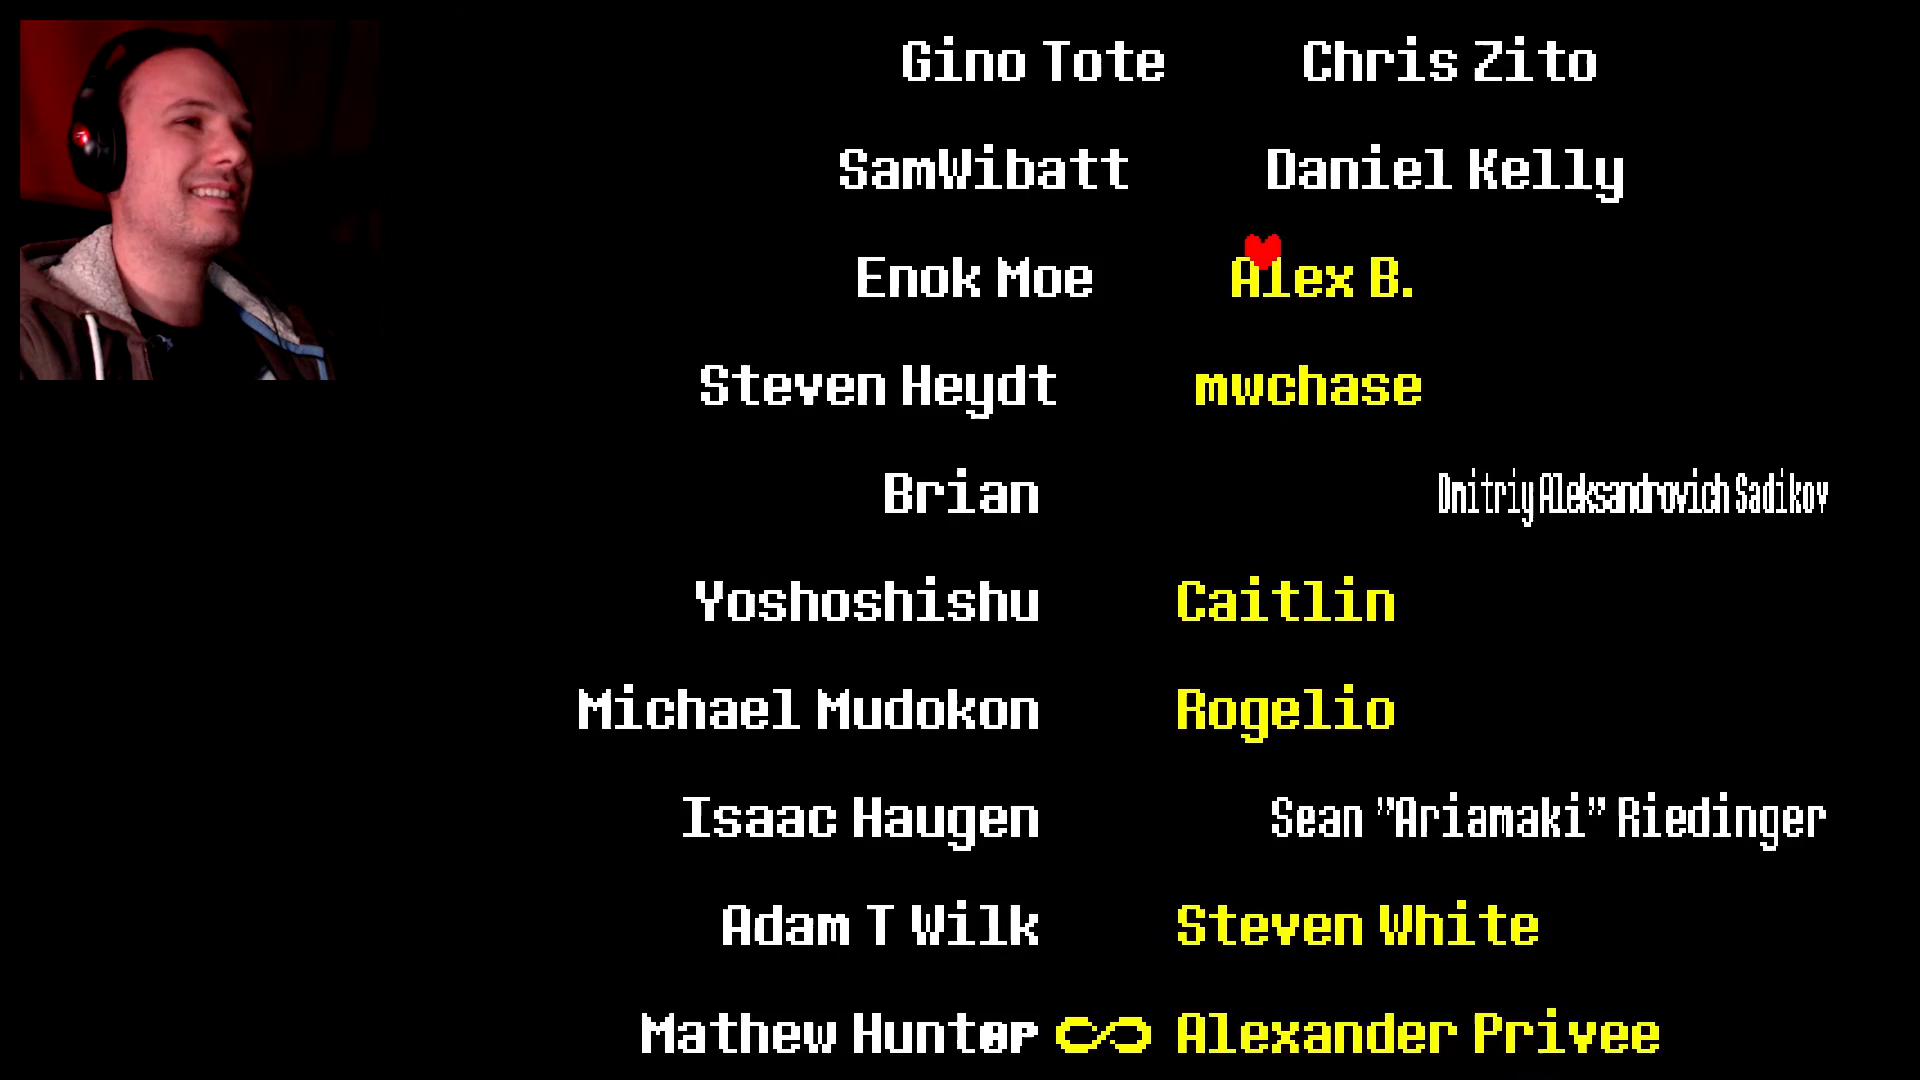 Gino Tote Chris Zito
SamWibatt Daniel Kelly
Enok Moe Alex B.
Steven Heydt mwchase
Brian Dmitriy Aleksandrovich Sadikov
Yoshoshishu Caitlin
Michael Mudokon Rogelio
Isaac Haugen Sean "Ariamaki" Riedinger
Adam T Wilk Steven White
Mathew Hunter Alexander Privee